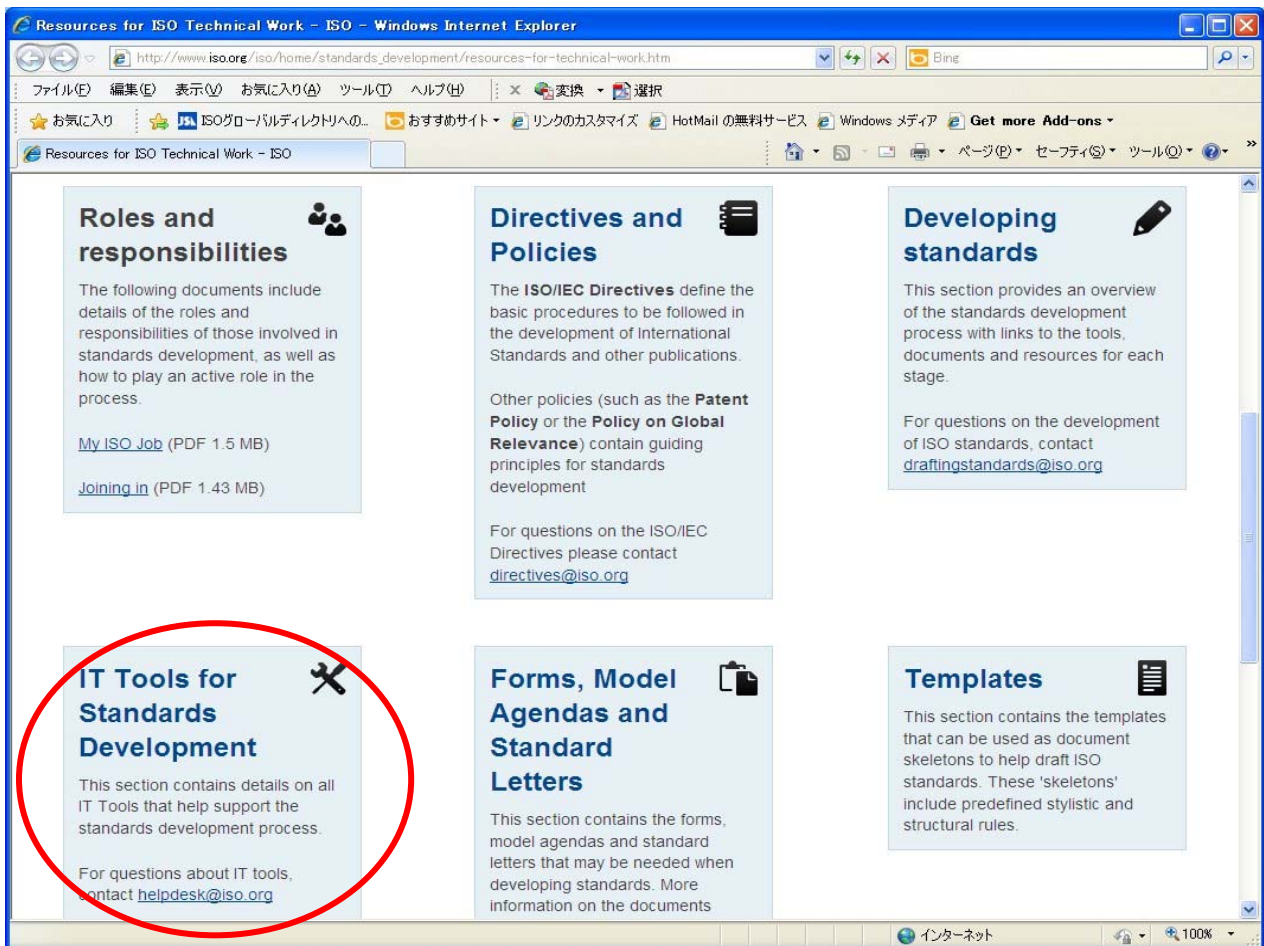 Resources for ISO Technical Work - ISO - Windows Internet Explorer
http://www.iso.org/iso/home/standards_development/resources-for-technical-work.htm
Bing
ファイル(F) 編集(E) 表示(V) お気に入り(A) ツール(T) ヘルプ(H) x 変換 選択
お気に入り JSA ISOグローバルディレクトリへの... おすすめサイト リンクのカスタマイズ HotMail の無料サービス Windows メディア Get more Add-ons
Resources for ISO Technical Work - ISO ページ(P) セーフティ(S) ツール(O) »
Roles and
responsibilities
The following documents include
details of the roles and
responsibilities of those involved in
standards development, as well as
how to play an active role in the
process.
My ISO Job (PDF 1.5 MB)
Joining in (PDF 1.43 MB)
Directives and
Policies
The ISO/IEC Directives define the
basic procedures to be followed in
the development of International
Standards and other publications.
Other policies (such as the Patent
Policy or the Policy on Global
Relevance) contain guiding
principles for standards
development
For questions on the ISO/IEC
Directives please contact
directives@iso.org
Developing
standards
This section provides an overview
of the standards development
process with links to the tools,
documents and resources for each
stage.
For questions on the development
of ISO standards, contact
draftingstandards@iso.org
IT Tools for
Standards
Development
This section contains details on all
IT Tools that help support the
standards development process.
For questions about IT tools,
contact helpdesk@iso.org
Forms, Model
Agendas and
Standard
Letters
This section contains the forms,
model agendas and standard
letters that may be needed when
developing standards. More
information on the documents
Templates
This section contains the templates
that can be used as document
skeletons to help draft ISO
standards. These 'skeletons'
include predefined stylistic and
structural rules.
インターネット 100%